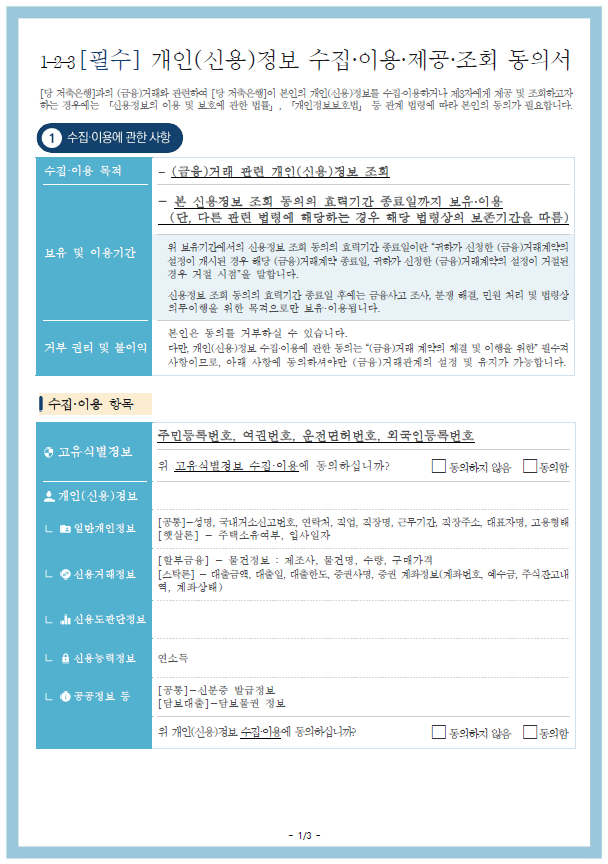 1-2-3[필수] 개인(신용)정보 수집·이용·제공·조회 동의서
[당 저축은행]과의 (금융)거래와 관련하여 [당 저축은행]이 본인의 개인(신용)정보를 수집·이용하거나 제3자에게 제공 및 조회하고자
하는 경우에는 「신용정보의 이용 및 보호에 관한 법률」, 「개인정보보호법」 등 관계 법령에 따라 본인의 동의가 필요합니다.
1 수집·이용에 관한 사항
수집·이용 목적
– (금융)거래 관련 개인(신용)정보 조회
보유 및 이용기간
– 본 신용정보 조회 동의의 효력기간 종료일까지 보유·이용
(단, 다른 관련 법령에 해당하는 경우 해당 법령상의 보존기간을 따름)
위 보유기간에서의 신용정보 조회 동의의 효력기간 종료일이란 “귀하가 신청한 (금융)거래계약의
설정이 개시된 경우 해당 (금융)거래계약 종료일, 귀하가 신청한 (금융)거래계약의 설정이 거절된
경우 거절 시점”을 말합니다.
신용정보 조회 동의의 효력기간 종료일 후에는 금융사고 조사, 분쟁 해결, 민원 처리 및 법령상
의무이행을 위한 목적으로만 보유·이용됩니다.
거부 권리 및 불이익
본인은 동의를 거부하실 수 있습니다.
다만, 개인(신용)정보 수집·이용에 관한 동의는 “(금융)거래 계약의 체결 및 이행을 위한” 필수적
사항이므로, 아래 사항에 동의하셔야만 (금융)거래관계의 설정 및 유지가 가능합니다.
수집·이용 항목
고유식별정보
주민등록번호, 여권번호, 운전면허번호, 외국인등록번호
위 고유식별정보 수집·이용에 동의하십니까? □ 동의하지 않음 □ 동의함
개인(신용)정보
ㄴ 일반개인정보
[공통]–성명, 국내거소신고번호, 연락처, 직업, 직장명, 근무기간, 직장주소, 대표자명, 고용형태
[햇살론] – 주택소유여부, 입사일자
ㄴ 신용거래정보
[할부금융] – 물건정보 : 제조사, 물건명, 수량, 구매가격
[스탁론] – 대출금액, 대출일, 대출한도, 증권사명, 증권 계좌정보(계좌번호, 예수금, 주식잔고내
역, 계좌상태)
ㄴ 신용도판단정보
ㄴ 신용능력정보
연소득
ㄴ 공공정보 등
[공통]–신분증 발급정보
[담보대출]–담보물권 정보
위 개인(신용)정보 수집·이용에 동의하십니까? □ 동의하지 않음 □ 동의함
- 1/3 -